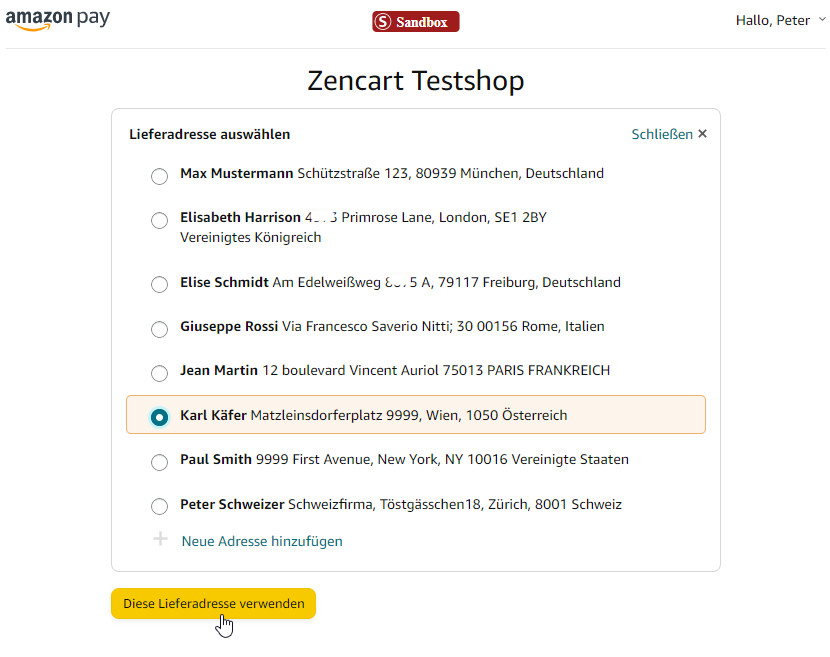 amazon pay
S Sandbox
Hallo, Peter
Zencart Testshop
Lieferadresse auswählen
Schließen ×
Max Mustermann Schützstraße 123, 80939 München, Deutschland
Elisabeth Harrison Primrose Lane, London, SE1 2BY
Vereinigtes Königreich
Elise Schmidt Am Edelweißweg A, 79117 Freiburg, Deutschland
Giuseppe Rossi Via Francesco Saverio Nitti; 30 00156 Rome, Italien
Jean Martin 12 boulevard Vincent Auriol 75013 PARIS FRANKREICH
Karl Käfer Matzleinsdorferplatz 9999, Wien, 1050 Österreich
Paul Smith 9999 First Avenue, New York, NY 10016 Vereinigte Staaten
Peter Schweizer Schweizfirma, Töstgässchen18, Zürich, 8001 Schweiz
+ Neue Adresse hinzufügen
Diese Lieferadresse verwenden